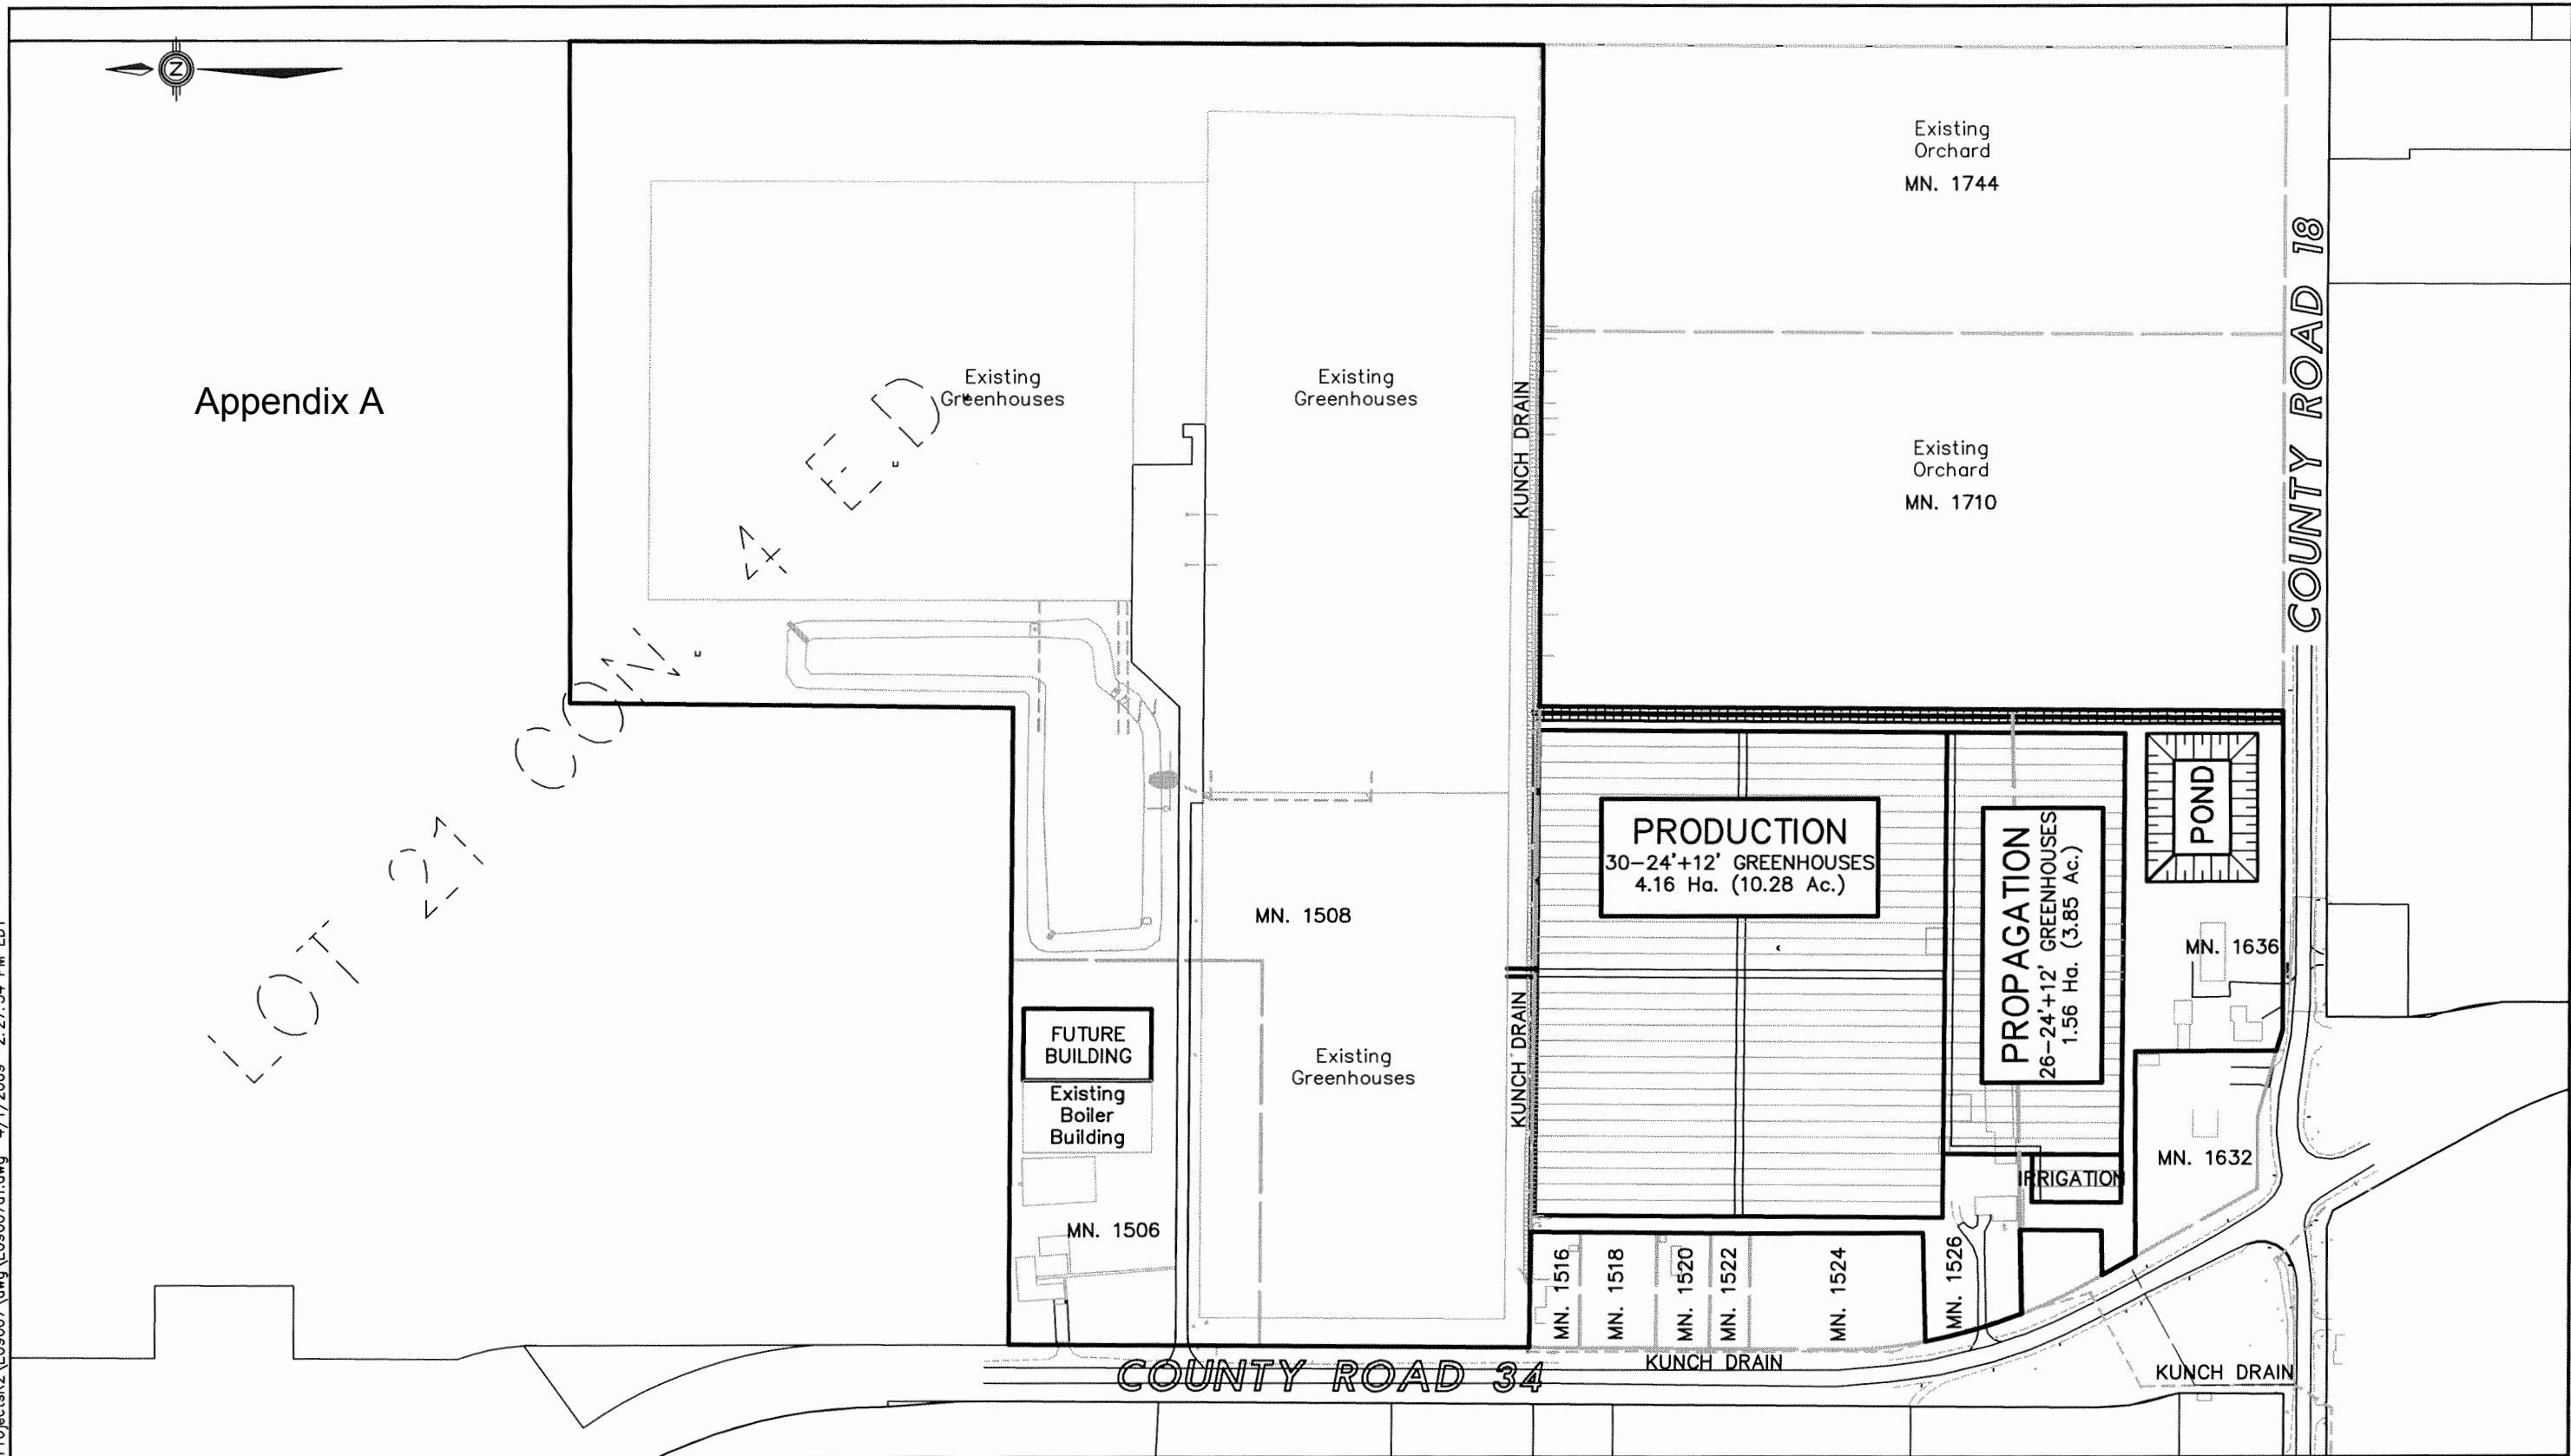 Z
Existing
Orchard
MN. 1744
COUNTY ROAD 18
Appendix A
Existing
Greenhouses
Existing
Greenhouses
KUNCH DRAIN
Existing
Orchard
MN. 1710
LOT 21 CON. 4 E.D.
PRODUCTION
30-24'+12' GREENHOUSES
4.16 Ha. (10.28 Ac.)
PROPAGATION
26-24'+12' GREENHOUSES
1.56 Ha. (3.85 Ac.)
POND
MN. 1508
MN. 1636
FUTURE
BUILDING
Existing
Boiler
Building
Existing
Greenhouses
KUNCH DRAIN
MN. 1632
IRRIGATION
MN. 1506
MN. 1516
MN. 1518
MN. 1520
MN. 1522
MN. 1524
MN. 1526
KUNCH DRAIN
COUNTY ROAD 34
KUNCH DRAIN